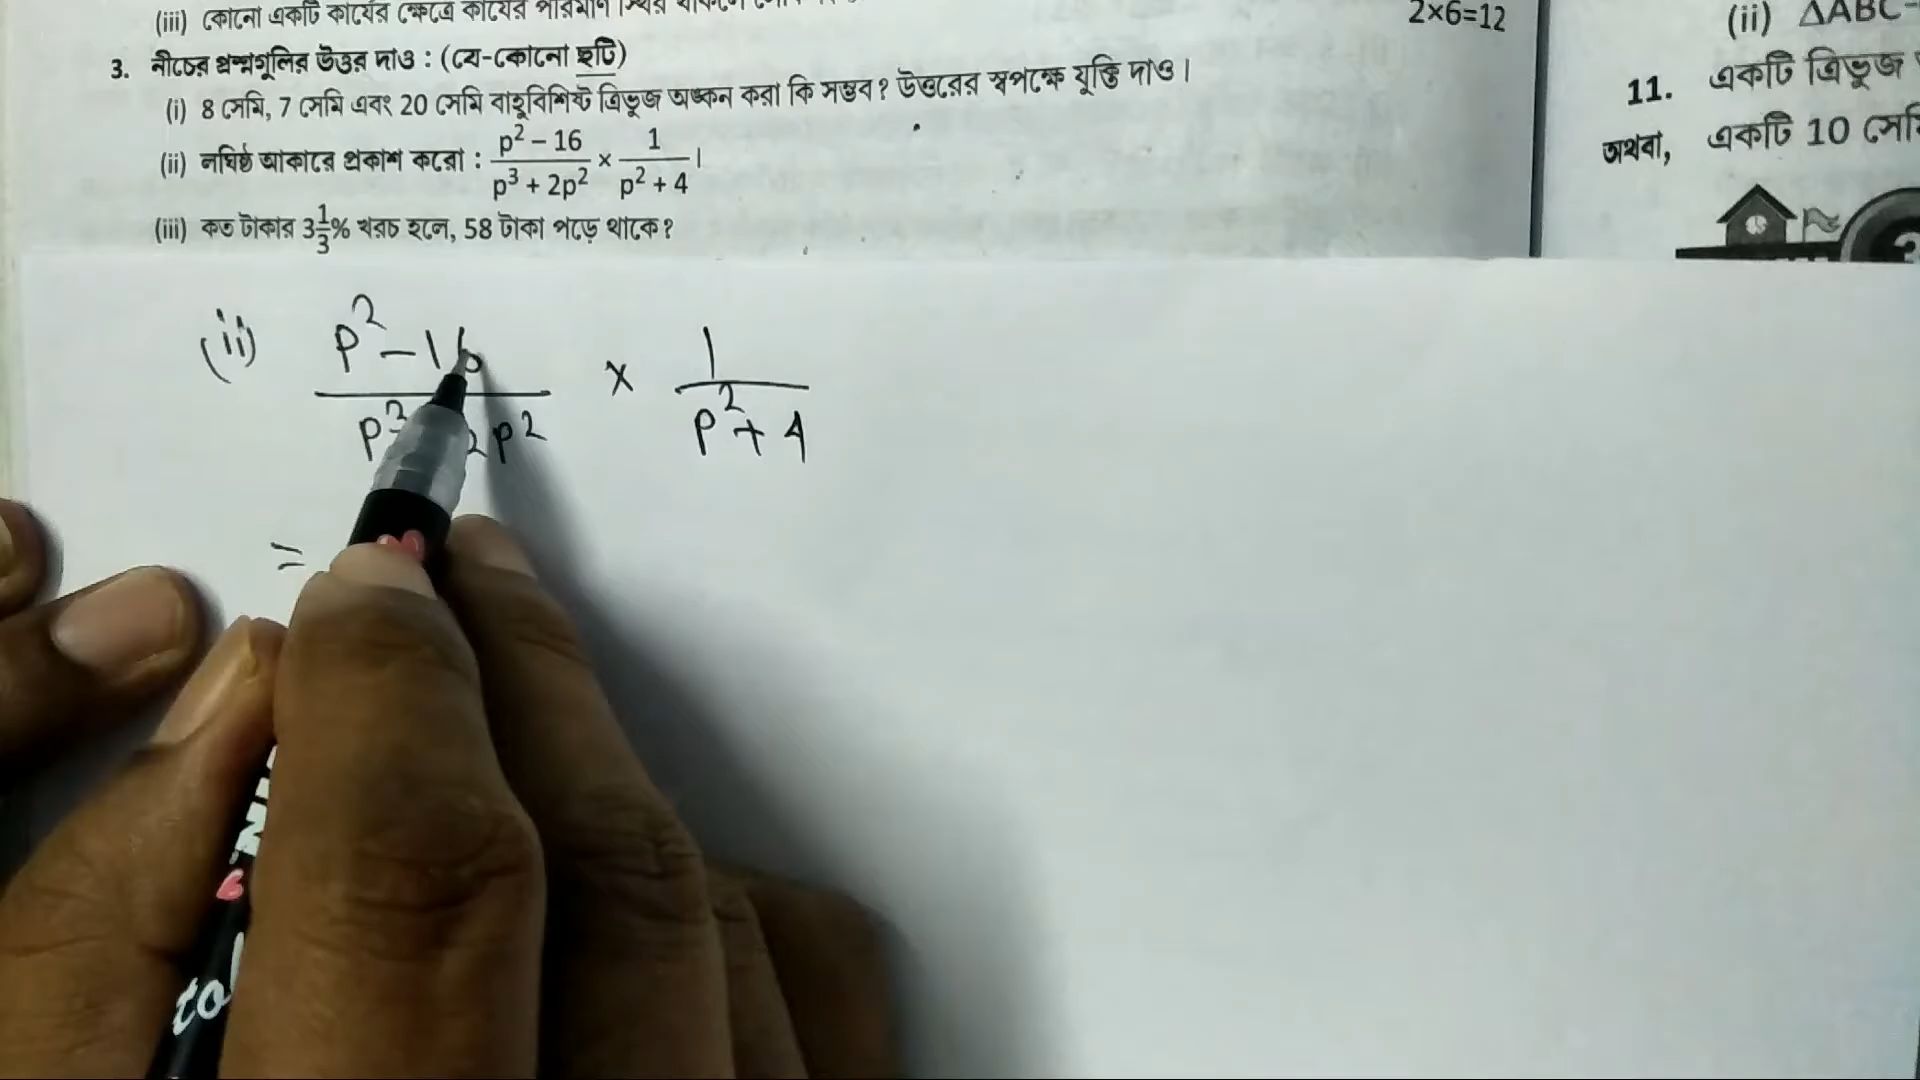 (iii) কোনো একটি কার্যের ক্ষেত্রে কার্যের পরিমাণ স্থির থাকলে
2×6=12
3. নীচের প্রশ্নগুলির উত্তর দাও : (যে-কোনো ছটি)
(i) 8 সেমি, 7 সেমি এবং 20 সেমি বাহুবিশিষ্ট ত্রিভুজ অঙ্কন করা কি সম্ভব? উত্তরের স্বপক্ষে যুক্তি দাও।
(ii) লঘিষ্ঠ আকারে প্রকাশ করো : (p² – 16)/(p³ + 2p²) × 1/(p² + 4)।
(iii) কত টাকার 3 1/3% খরচ হলে, 58 টাকা পড়ে থাকে?
(ii) △ABC
11. একটি ত্রিভুজ
অথবা, একটি 10
(ii) p² – 16 × 1
p³ 2p² p² + 4
=